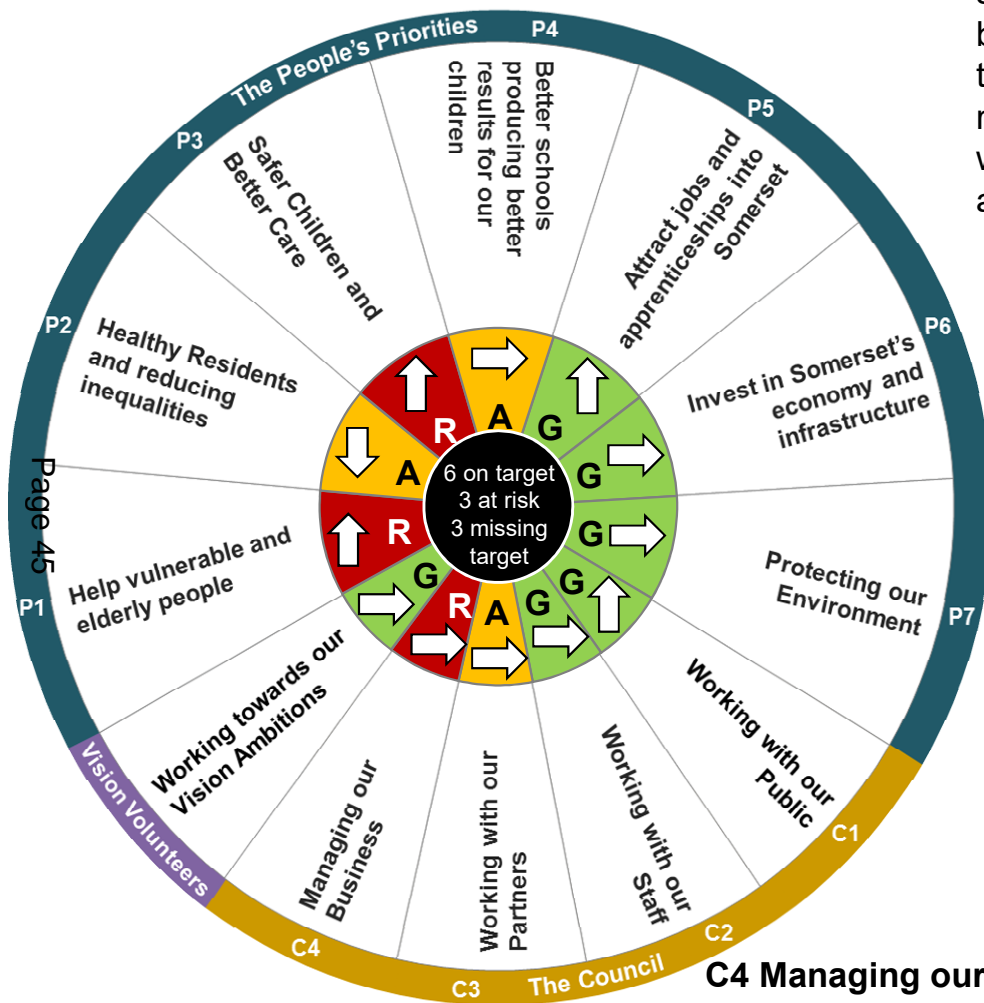 The People's Priorities
P4
Better schools
producing better
results for our
children
P5
Attract jobs and
apprenticeships into
Somerset
P6
Invest in Somerset's
economy and
infrastructure
P7
Protecting our
Environment
C1
Working with our
Public
C2
Working with our
Staff
The Council
C3
Working with our
Partners
C4
Managing our
Business
Vision Volunteers
Working towards our
Vision Ambitions
P1
Help vulnerable and
elderly people
P2
Healthy Residents
and reducing
inequalities
P3
Safer Children and
Better Care
A
G
G
G
G
G
A
R
G
R
A
R
6 on target
3 at risk
3 missing
target
Page 45
C4 Managing our